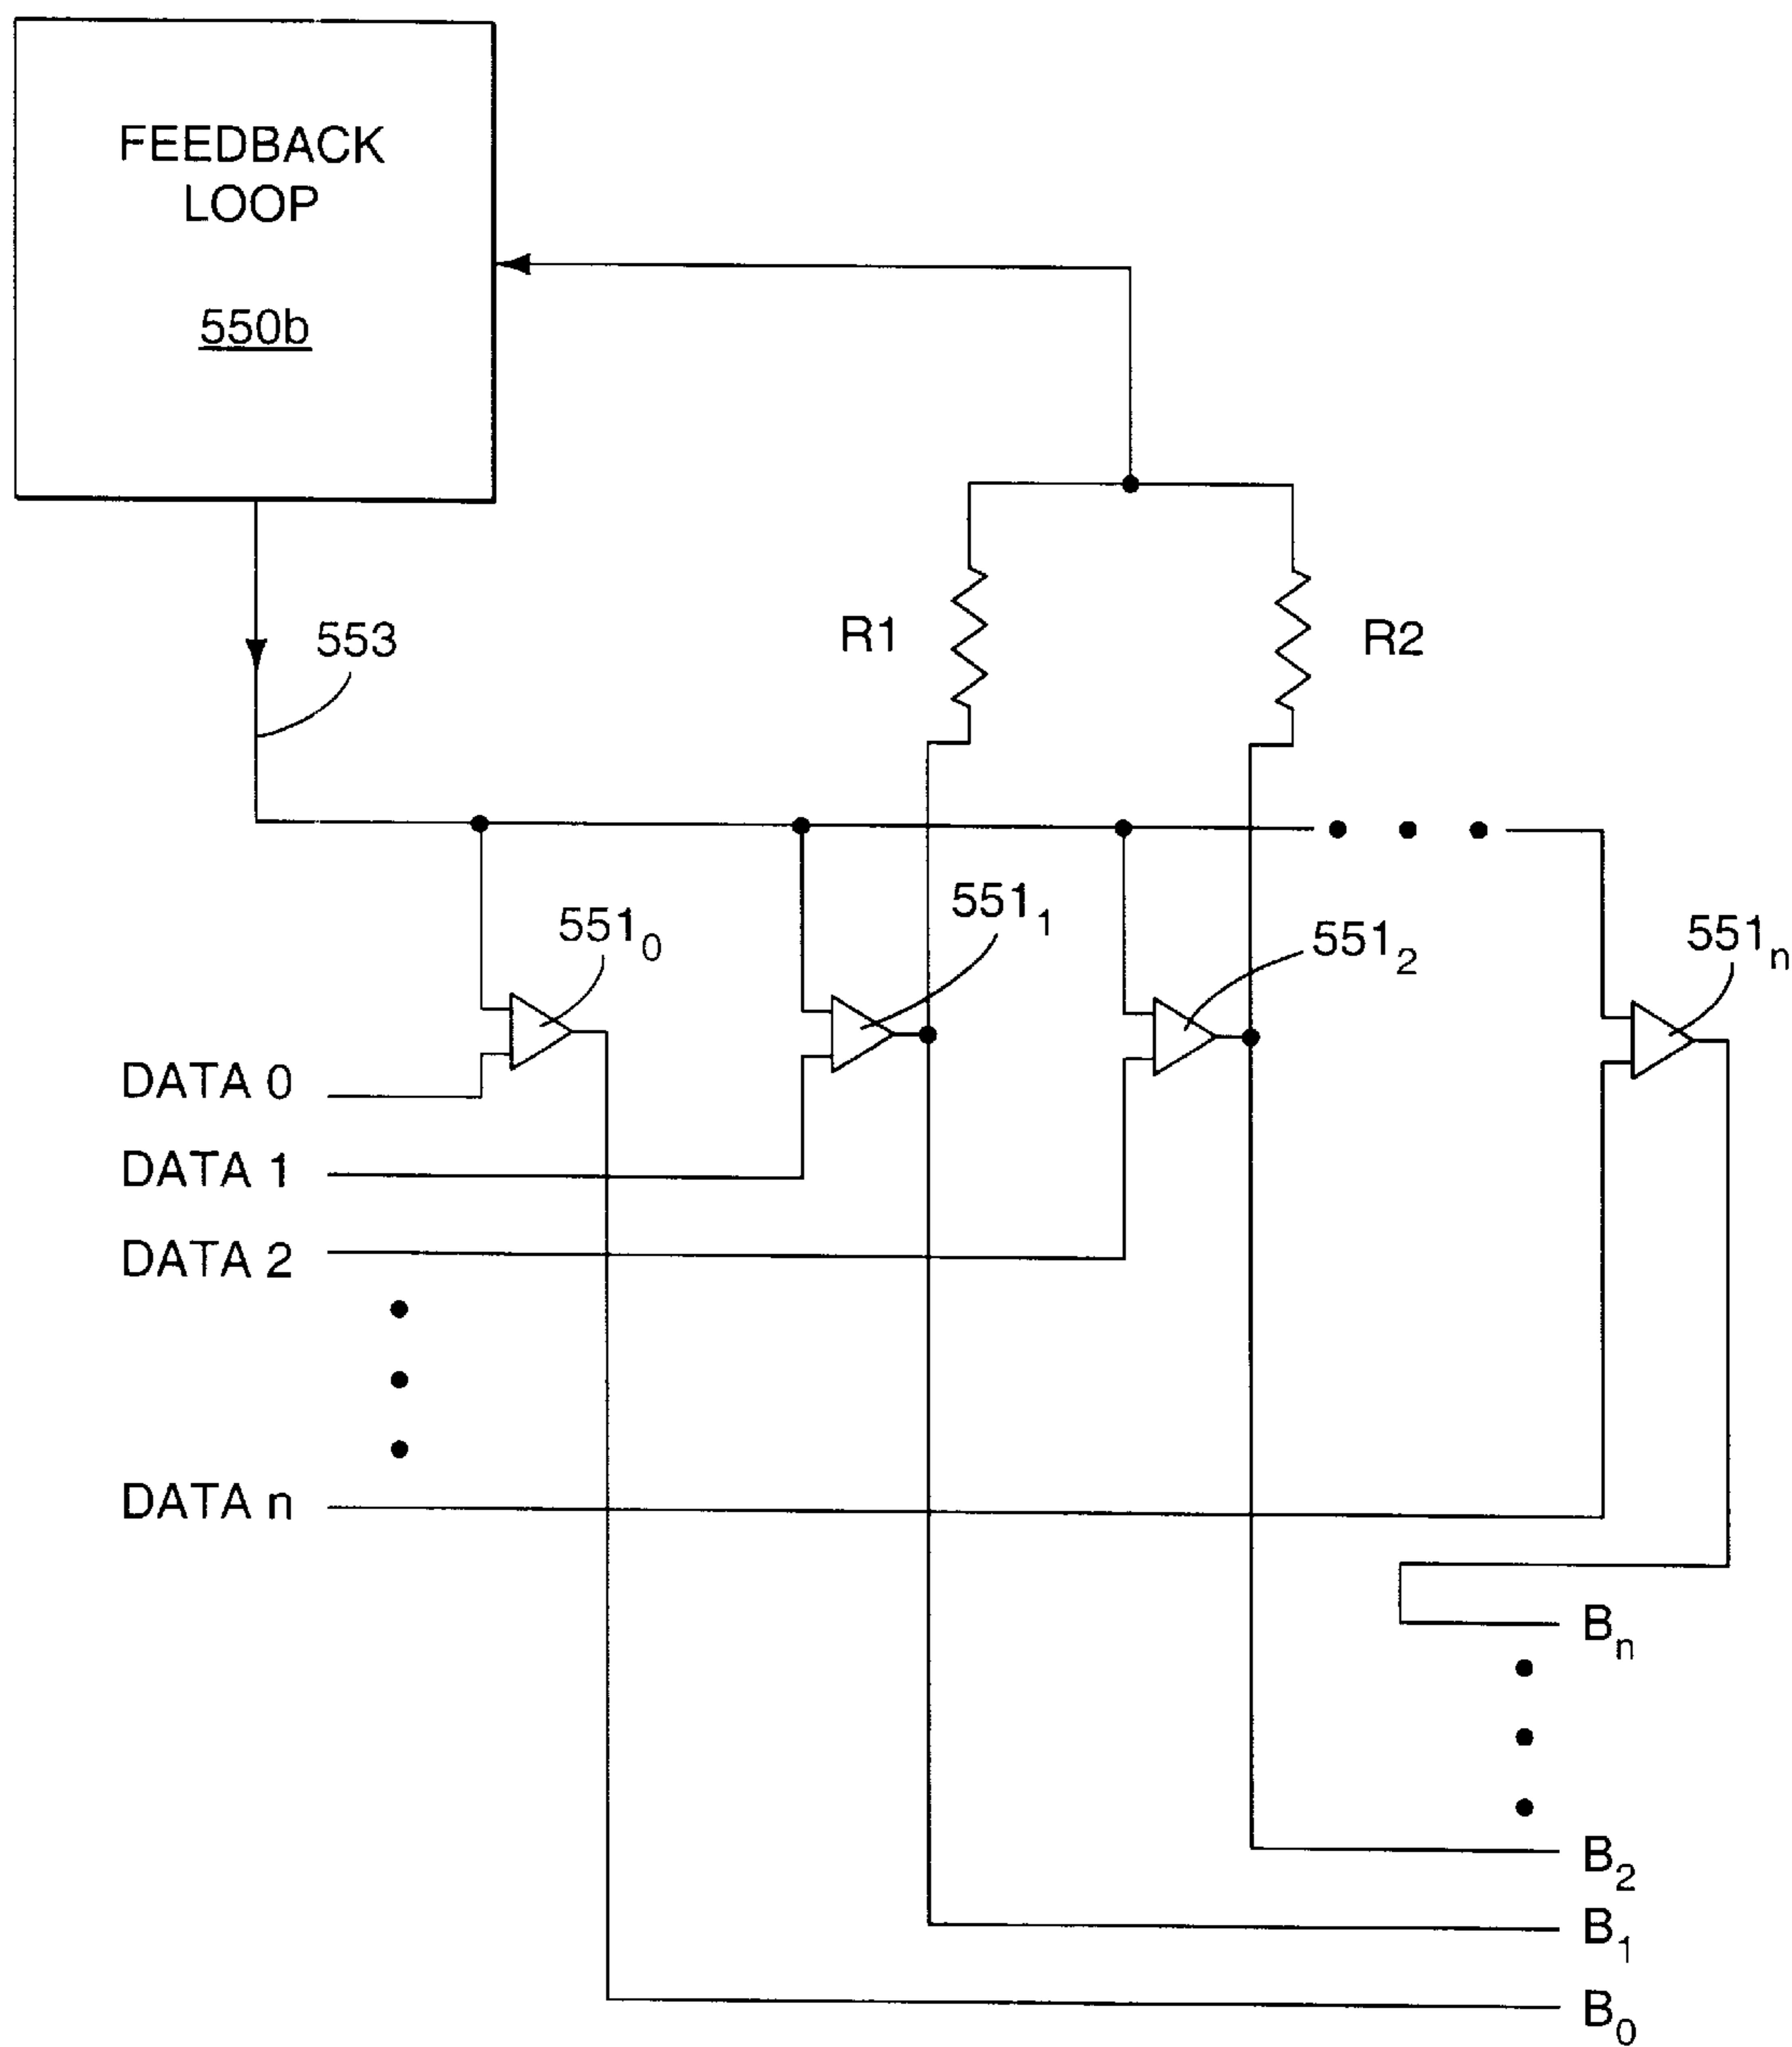 FEEDBACK
LOOP
550b
553
R1
R2
551₀
551₁
551₂
551ₙ
DATA 0
DATA 1
DATA 2
DATA n
Bₙ
B₂
B₁
B₀